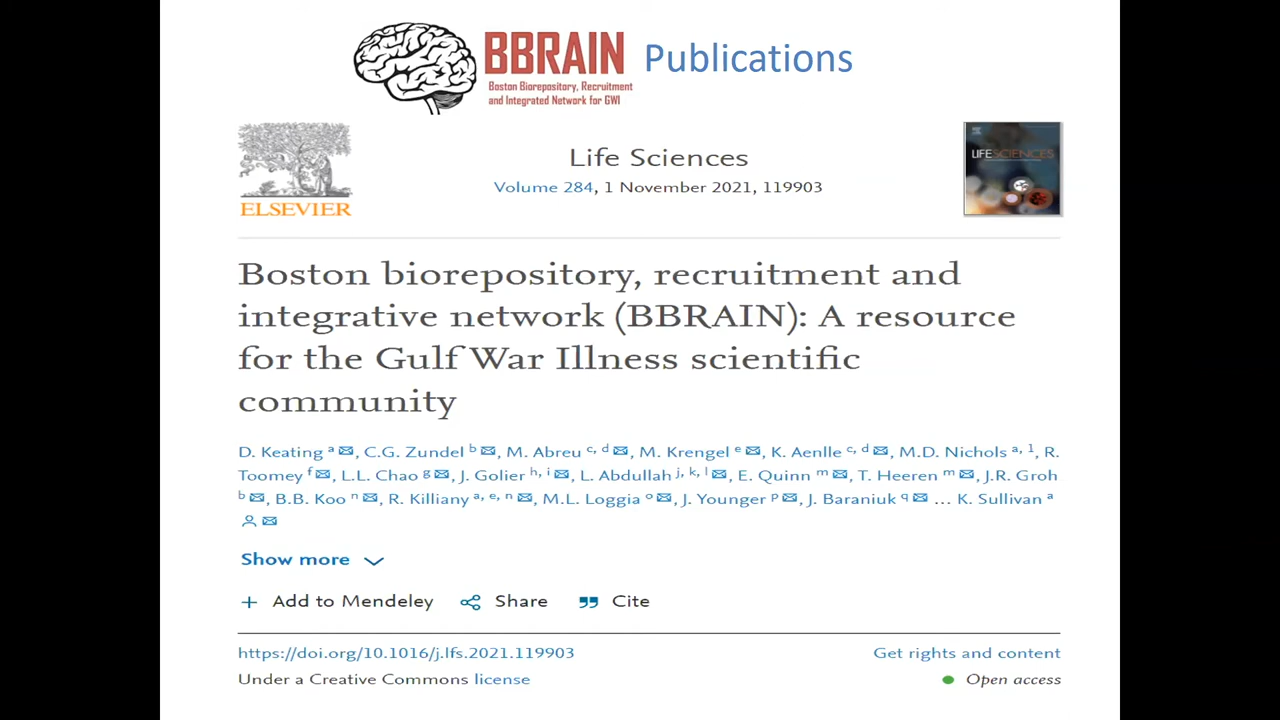 BBRAIN Publications
Boston Biorepository, Recruitment
and Integrated Network for GWI
ELSEVIER
Life Sciences
Volume 284, 1 November 2021, 119903
LIFE SCIENCES
Boston biorepository, recruitment and
integrative network (BBRAIN): A resource
for the Gulf War Illness scientific
community
D. Keating a, C.G. Zundel b, M. Abreu c, d, M. Krengel e, K. Aenlle c, d, M.D. Nichols a, l, R.
Toomey f, L.L. Chao g, J. Golier h, i, L. Abdullah j, k, l, E. Quinn m, T. Heeren m, J.R. Groh
b, B.B. Koo n, R. Killiany a, e, n, M.L. Loggia o, J. Younger p, J. Baraniuk q ... K. Sullivan a
Show more
+ Add to Mendeley Share Cite
https://doi.org/10.1016/j.lfs.2021.119903 Get rights and content
Under a Creative Commons license Open access